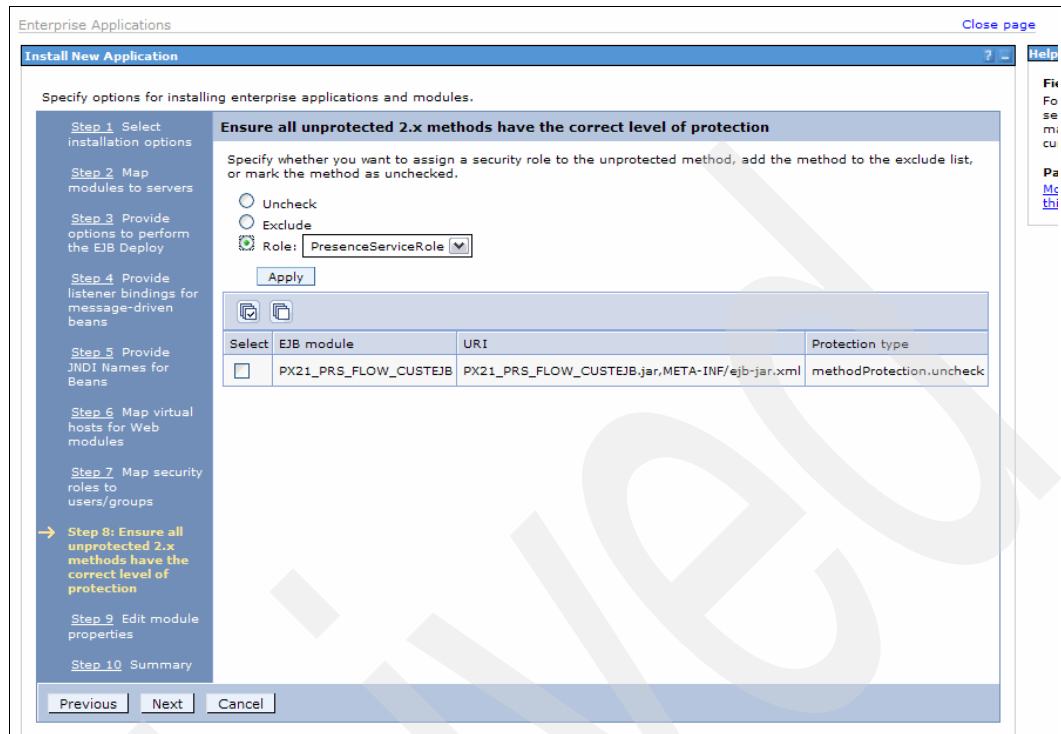 Enterprise Applications
Close page
Install New Application
?
Help
Specify options for installing enterprise applications and modules.
Step 1 Select
installation options
Step 2 Map
modules to servers
Step 3 Provide
options to perform
the EJB Deploy
Step 4 Provide
listener bindings for
message-driven
beans
Step 5 Provide
JNDI Names for
Beans
Step 6 Map virtual
hosts for Web
modules
Step 7 Map security
roles to
users/groups
Step 8: Ensure all
unprotected 2.x
methods have the
correct level of
protection
Step 9 Edit module
properties
Step 10 Summary
Ensure all unprotected 2.x methods have the correct level of protection
Specify whether you want to assign a security role to the unprotected method, add the method to the exclude list,
or mark the method as unchecked.
Uncheck
Exclude
Role: PresenceServiceRole
Apply
Select EJB module URI Protection type
PX21_PRS_FLOW_CUSTEJB PX21_PRS_FLOW_CUSTEJB.jar,META-INF/ejb-jar.xml methodProtection.uncheck
Previous Next Cancel